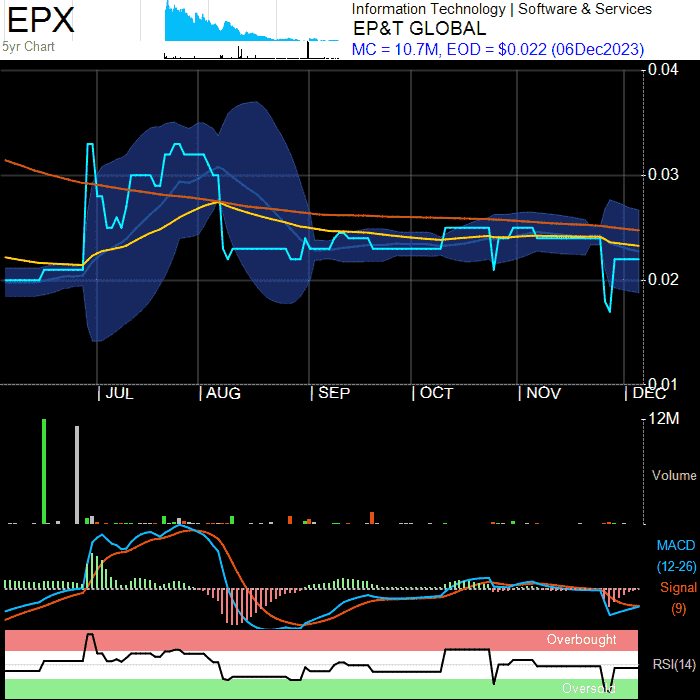 EPX
5yr Chart
Information Technology | Software & Services
EP&T GLOBAL
MC = 10.7M, EOD = $0.022 (06Dec2023)
0.04
0.03
0.02
0.01
| JUL | AUG | SEP | OCT | NOV | DEC
12M
Volume
MACD
(12-26)
Signal
(9)
Overbought
RSI(14)
Oversold